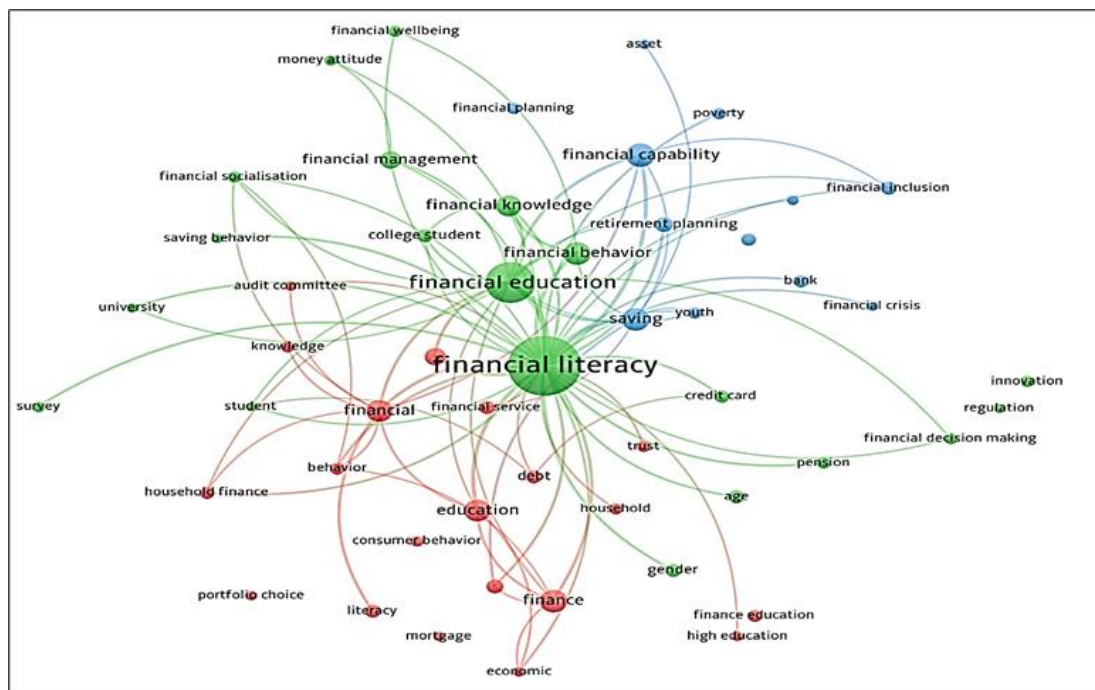 financial wellbeing
asset
money attitude
financial planning
poverty
financial management
financial capability
financial socialisation
financial inclusion
financial knowledge
retirement planning
saving behavior
college student
financial behavior
audit committee
financial education
bank
university
saving
youth
financial crisis
knowledge
financial literacy
innovation
survey
student
financial
financial service
credit card
regulation
financial decision making
trust
pension
behavior
debt
household finance
age
education
household
consumer behavior
gender
portfolio choice
literacy
finance
finance education
mortgage
high education
economic